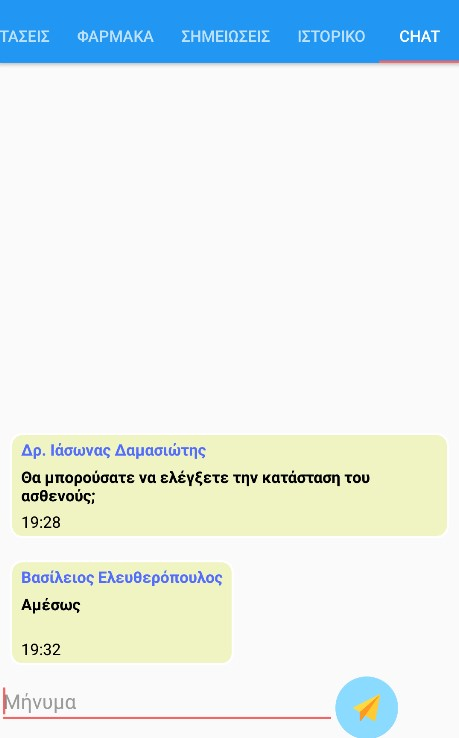 ΤΑΣΕΙΣ ΦΑΡΜΑΚΑ ΣΗΜΕΙΩΣΕΙΣ ΙΣΤΟΡΙΚΟ CHAT
Δρ. Ιάσωνας Δαμασιώτης
Θα μπορούσατε να ελέγξετε την κατάσταση του
ασθενούς;
19:28
Βασίλειος Ελευθερόπουλος
Αμέσως
19:32
Μήνυμα